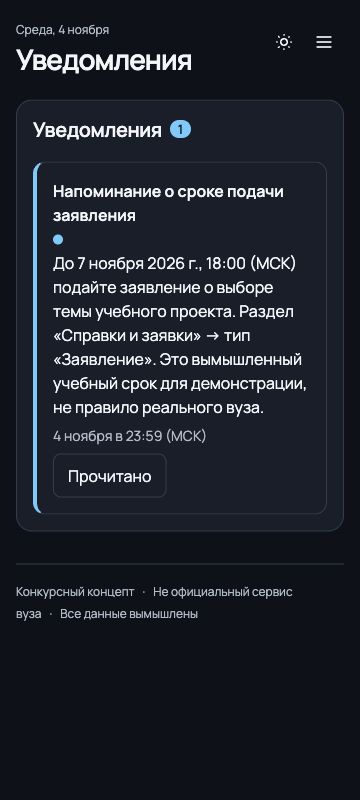 Среда, 4 ноября
Уведомления
Уведомления 1
Напоминание о сроке подачи
заявления
До 7 ноября 2026 г., 18:00 (МСК)
подайте заявление о выборе
темы учебного проекта. Раздел
«Справки и заявки» → тип
«Заявление». Это вымышленный
учебный срок для демонстрации,
не правило реального вуза.
4 ноября в 23:59 (МСК)
Прочитано
Конкурсный концепт · Не официальный сервис
вуза · Все данные вымышлены